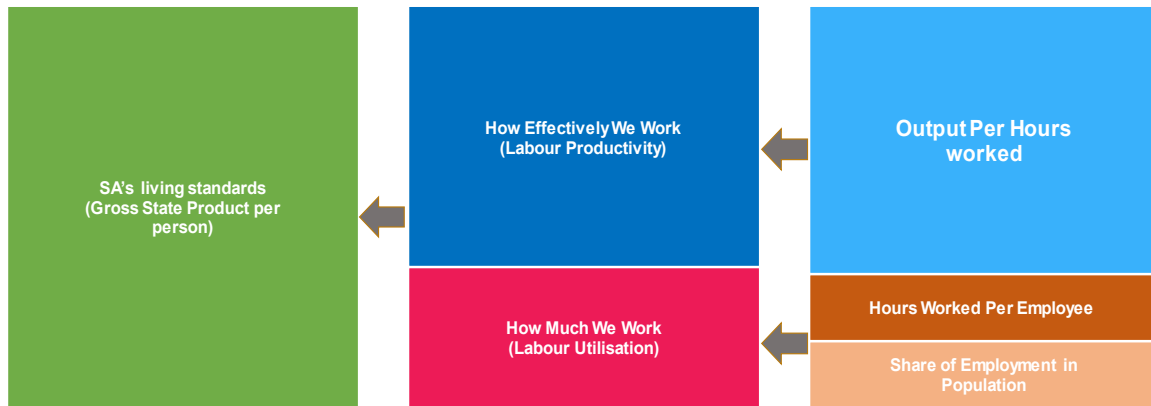 SA's living standards
(Gross State Product per
person)
How Effectively We Work
(Labour Productivity)
How Much We Work
(Labour Utilisation)
Output Per Hours
worked
Hours Worked Per Employee
Share of Employment in
Population